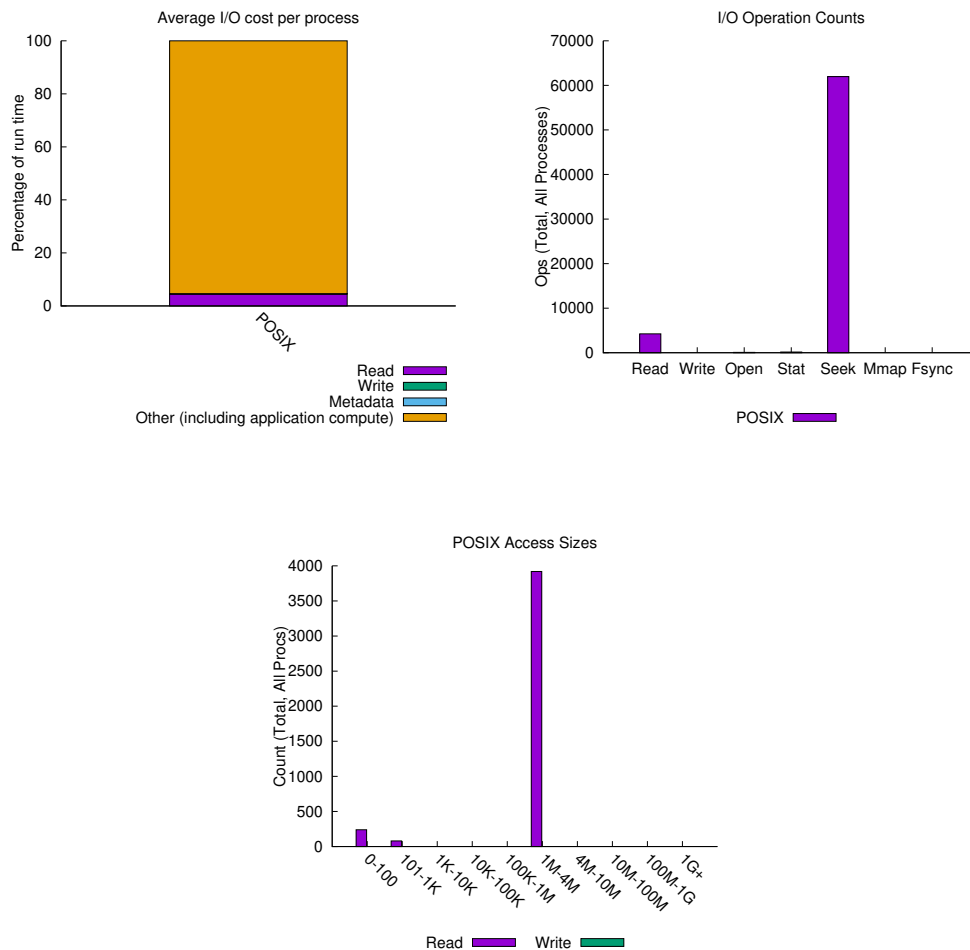 Average I/O cost per process
100
80
60
40
20
0
Percentage of run time
POSIX
Read
Write
Metadata
Other (including application compute)
I/O Operation Counts
70000
60000
50000
40000
30000
20000
10000
0
Ops (Total, All Processes)
Read Write Open Stat Seek Mmap Fsync
POSIX
POSIX Access Sizes
4000
3500
3000
2500
2000
1500
1000
500
0
Count (Total, All Procs)
0-100
101-1K
1K-10K
10K-100K
100K-1M
1M-4M
4M-10M
10M-100M
100M-1G
1G+
Read Write